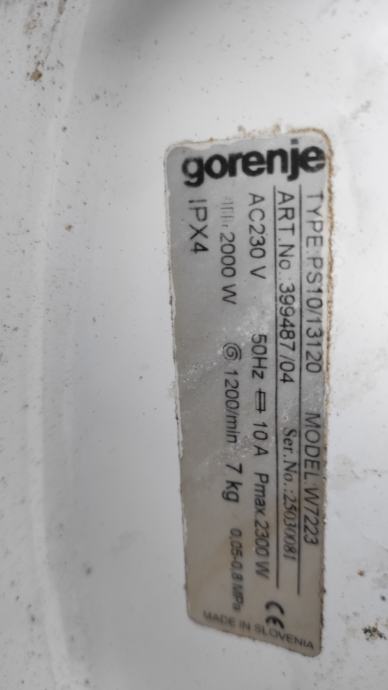 gorenje
TYPE:PS10/13120 MODEL:W7223
ART.No.:399487/04 Ser.No.:25030081
AC230 V 50Hz 10 A Pmax.2300 W
2000 W 1200/min 7 kg 0,05-0,8 MPa
IPX4
CE
MADE IN SLOVENIA